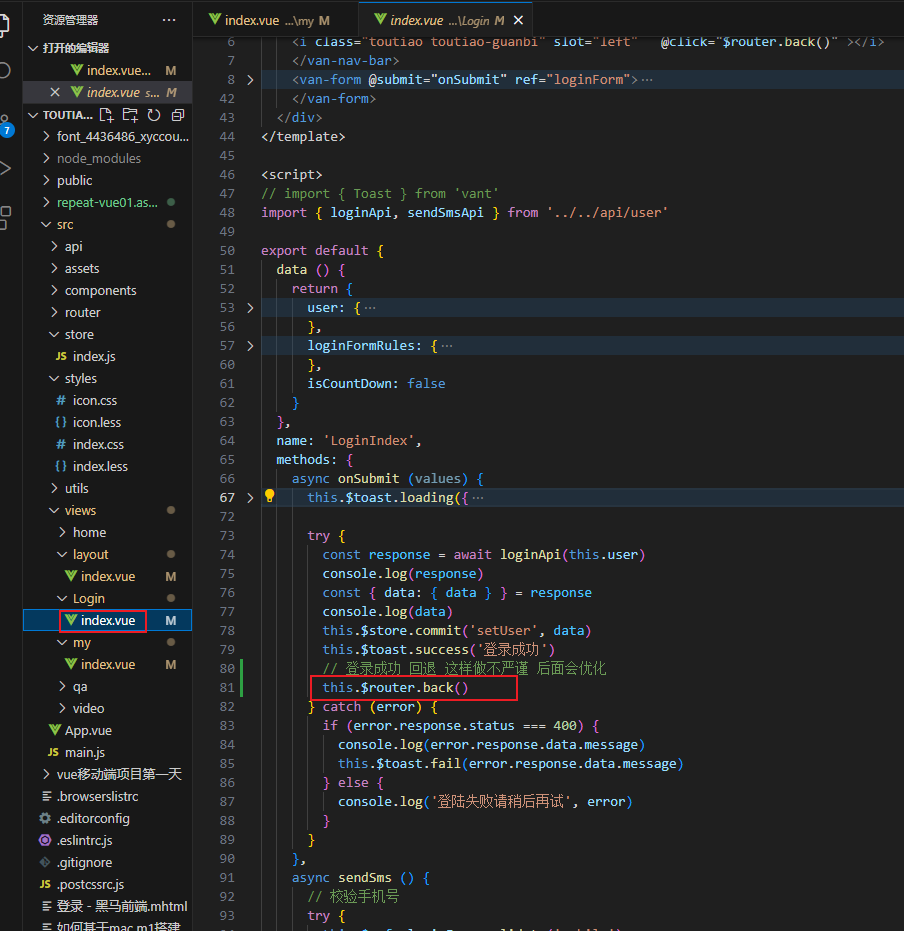 资源管理器 ···
打开的编辑器
index.vue... M
index.vue s... M
7
TOUTIA...
font_4436486_xyccou...
node_modules
public
repeat-vue01.as...
src
api
assets
components
router
store
JS index.js
styles
# icon.css
{} icon.less
# index.css
{} index.less
utils
views
home
layout
index.vue M
Login
index.vue M
my
index.vue M
qa
video
App.vue
JS main.js
vue移动端项目第一天
.browserslistrc
.editorconfig
.eslintrc.js
.gitignore
JS .postcssrc.js
登录 - 黑马前端.mhtml
如何基于mac m1搭建
index.vue ...\my M
index.vue ...\Login M
6 <i class="toutiao toutiao-guanbi" slot="left" @click="$router.back()" ></i>
7 </van-nav-bar>
8 <van-form @submit="onSubmit" ref="loginForm">···
42 </van-form>
43 </div>
44 </template>
45
46 <script>
47 // import { Toast } from 'vant'
48 import { loginApi, sendSmsApi } from '../../api/user'
49
50 export default {
51 data () {
52 return {
53 user: {···
56 },
57 loginFormRules: {···
60 },
61 isCountDown: false
62 }
63 },
64 name: 'LoginIndex',
65 methods: {
66 async onSubmit (values) {
67 this.$toast.loading({···
72
73 try {
74 const response = await loginApi(this.user)
75 console.log(response)
76 const { data: { data } } = response
77 console.log(data)
78 this.$store.commit('setUser', data)
79 this.$toast.success('登录成功')
80 // 登录成功 回退 这样做不严谨 后面会优化
81 this.$router.back()
82 } catch (error) {
83 if (error.response.status === 400) {
84 console.log(error.response.data.message)
85 this.$toast.fail(error.response.data.message)
86 } else {
87 console.log('登陆失败请稍后再试', error)
88 }
89 }
90 },
91 async sendSms () {
92 // 校验手机号
93 try {